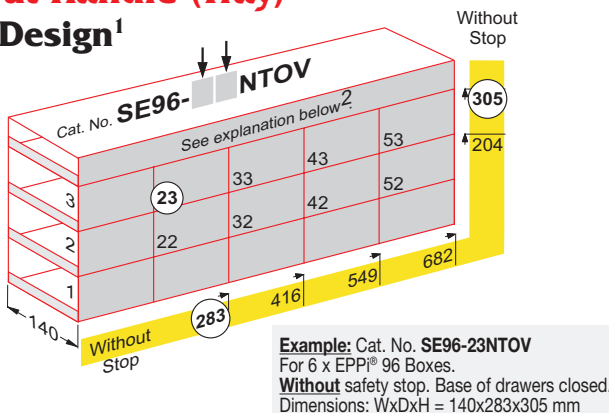 Without
Stop
Design¹
Cat. No. SE96- NTOV
See explanation below²
305
204
53
43
33
23
3
52
42
32
22
2
1
682
549
416
283
140
Without
Stop
Example: Cat. No. SE96-23NTOV
For 6 x EPPi® 96 Boxes.
Without safety stop. Base of drawers closed.
Dimensions: WxDxH = 140x283x305 mm